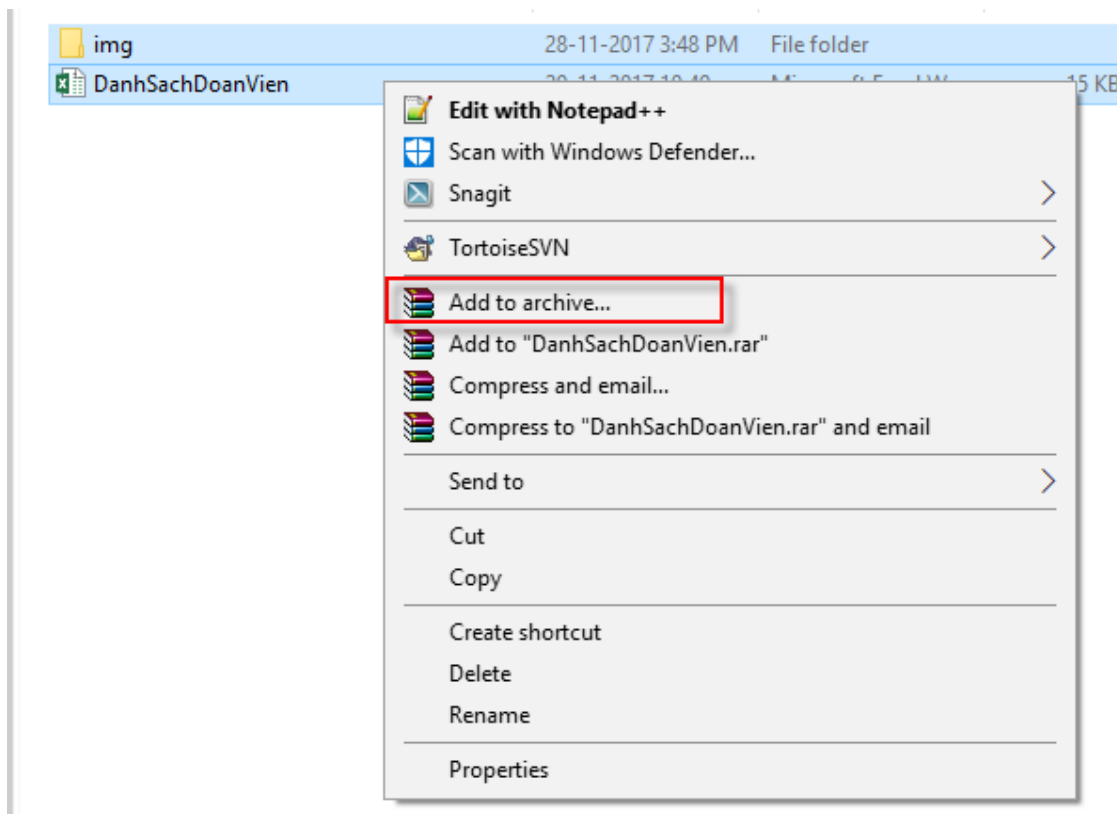 img 28-11-2017 3:48 PM File folder
DanhSachDoanVien 5 KB
Edit with Notepad++
Scan with Windows Defender...
Snagit
TortoiseSVN
Add to archive...
Add to "DanhSachDoanVien.rar"
Compress and email...
Compress to "DanhSachDoanVien.rar" and email
Send to
Cut
Copy
Create shortcut
Delete
Rename
Properties